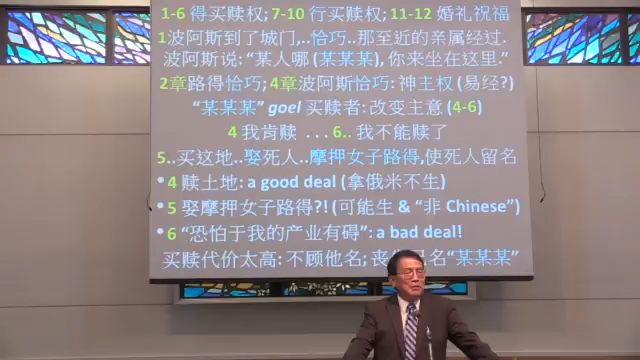 1-6 得买赎权; 7-10 行买赎权; 11-12 婚礼祝福
1波阿斯到了城门,..恰巧..那至近的亲属经过.
波阿斯说: “某人哪 (某某某), 你来坐在这里.”
2章路得恰巧; 4章波阿斯恰巧: 神主权 (易经?)
“某某某” goel 买赎者: 改变主意 (4-6)
4 我肯赎 . . . 6.. 我不能赎了
5..买这地..娶死人..摩押女子路得,使死人留名
• 4 赎土地: a good deal (拿俄米不生)
• 5 娶摩押女子路得?! (可能生 & “非 Chinese”)
• 6 “恐怕于我的产业有碍”: a bad deal!
买赎代价太高: 不顾他名; 丧 名“某某某”